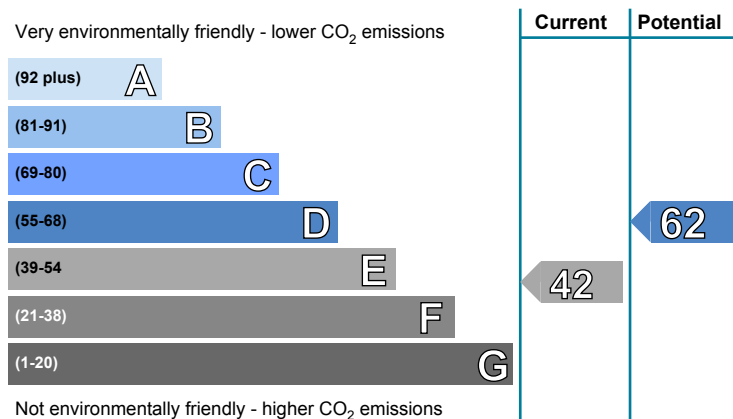 Very environmentally friendly - lower CO2 emissions
Current
Potential
(92 plus) A
(81-91) B
(69-80) C
(55-68) D
62
(39-54 E
42
(21-38) F
(1-20) G
Not environmentally friendly - higher CO2 emissions